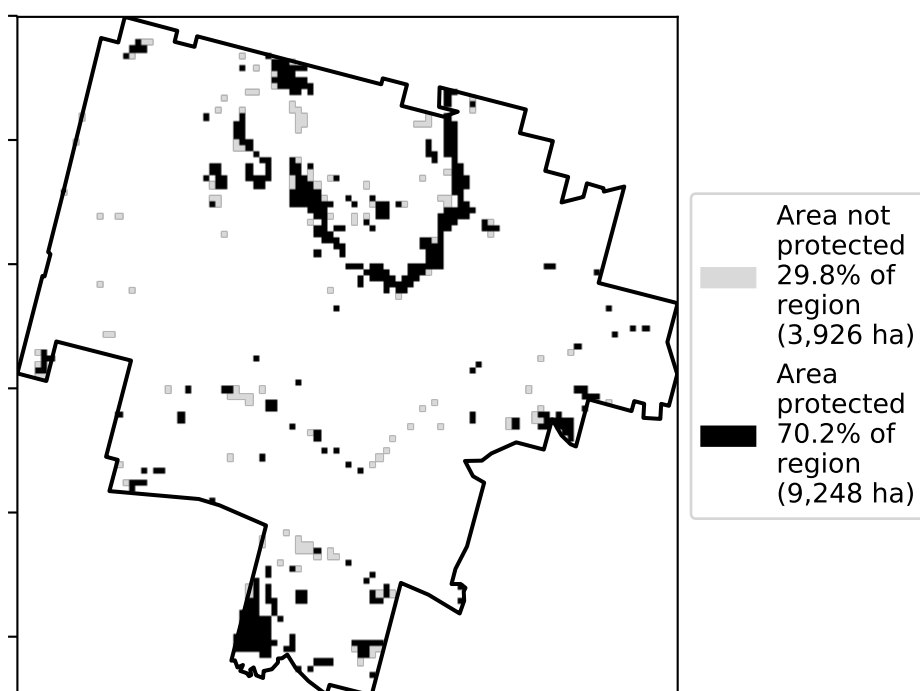 Area not
protected
29.8% of
region
(3,926 ha)
Area
protected
70.2% of
region
(9,248 ha)